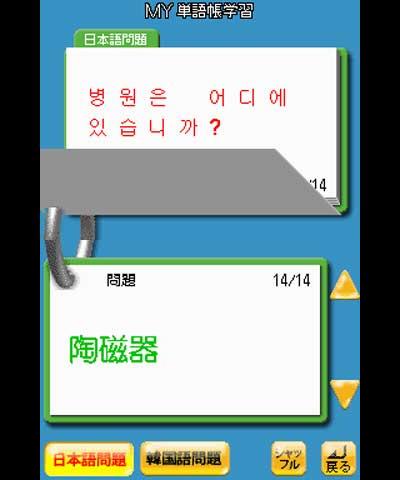 MY 単語帳学習
日本語問題
병원은 어디에
있습니까?
/14
問題 14/14
陶磁器
日本語問題 韓国語問題 シャッフル 戻る